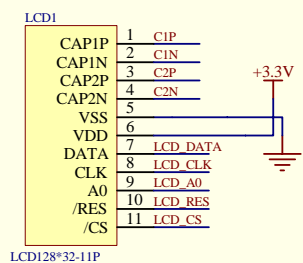 LCD1
CAP1P 1 C1P
CAP1N 2 C1N
CAP2P 3 C2P
CAP2N 4 C2N
+3.3V
VSS 5
VDD 6
DATA 7 LCD_DATA
CLK 8 LCD_CLK
A0 9 LCD_A0
/RES 10 LCD_RES
/CS 11 LCD_CS
LCD128*32-11P